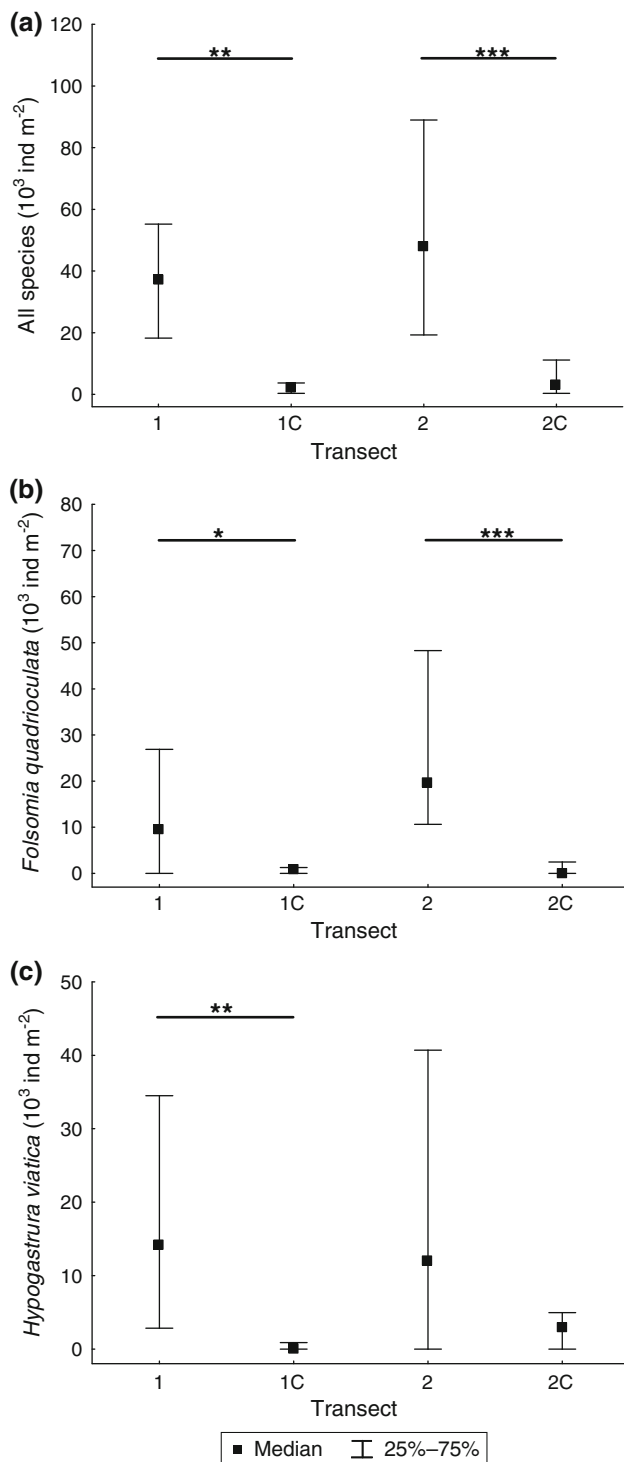 (a)
All species (10³ ind m⁻²)
120
100
80
60
40
20
0
** ***
1 1C 2 2C
Transect
(b)
Folsomia quadrioculata (10³ ind m⁻²)
80
70
60
50
40
30
20
10
0
* ***
1 1C 2 2C
Transect
(c)
Hypogastrura viatica (10³ ind m⁻²)
50
40
30
20
10
0
**
1 1C 2 2C
Transect
Median 25%–75%